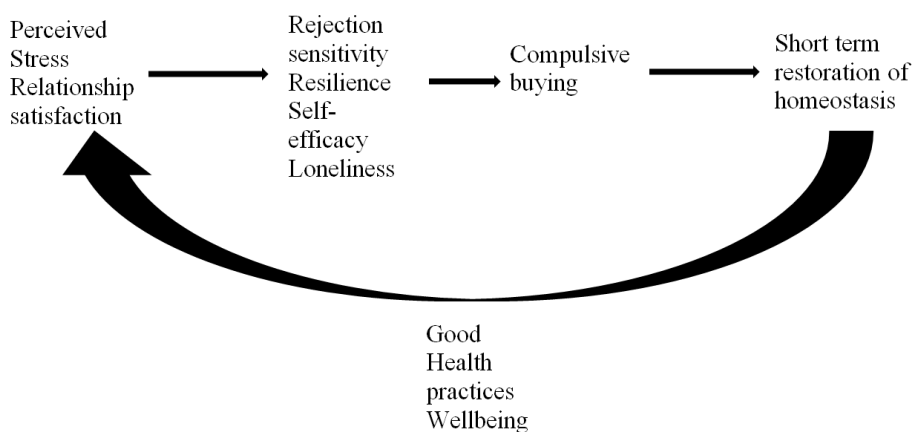 Perceived
Stress
Relationship
satisfaction
Rejection
sensitivity
Resilience
Self-
efficacy
Loneliness
Compulsive
buying
Short term
restoration of
homeostasis
Good
Health
practices
Wellbeing